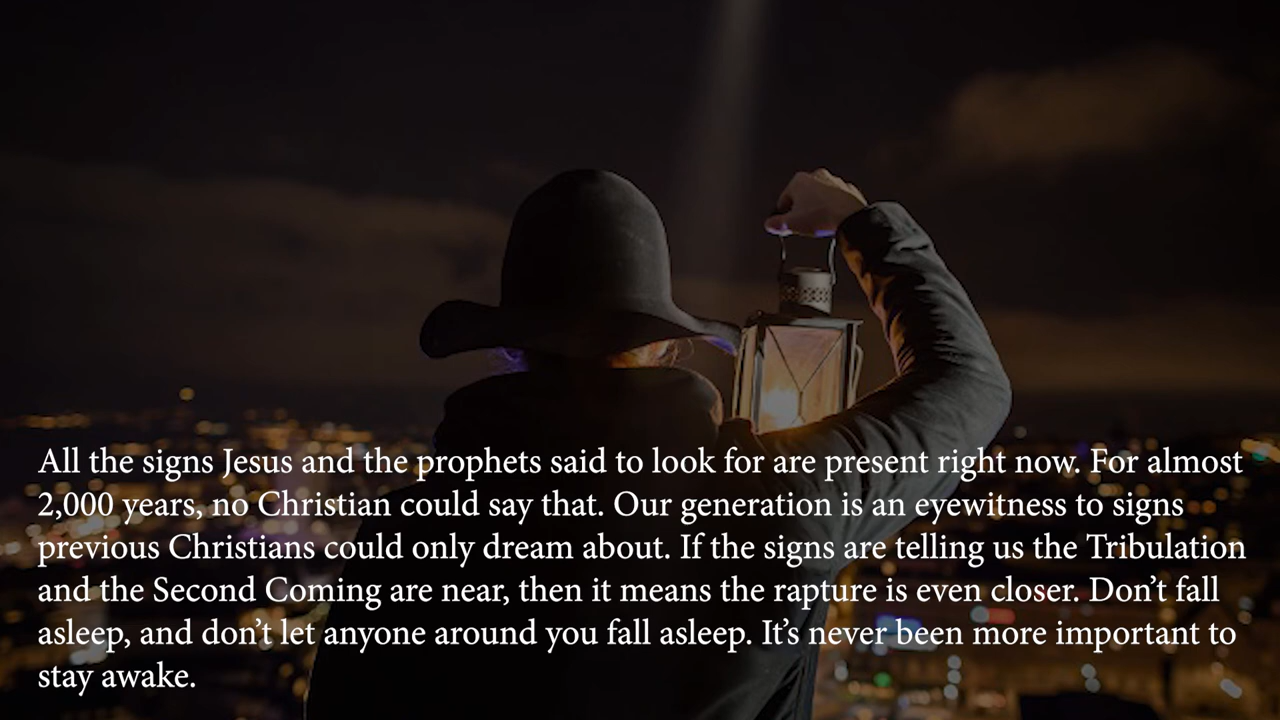 All the signs Jesus and the prophets said to look for are present right now. For almost
2,000 years, no Christian could say that. Our generation is an eyewitness to signs
previous Christians could only dream about. If the signs are telling us the Tribulation
and the Second Coming are near, then it means the rapture is even closer. Don’t fall
asleep, and don’t let anyone around you fall asleep. It’s never been more important to
stay awake.